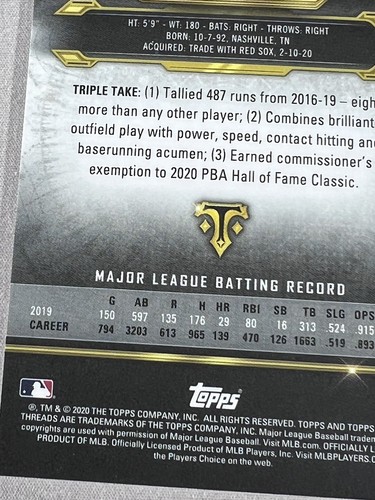 HT: 5'9" - WT: 180 - BATS: RIGHT - THROWS: RIGHT
BORN: 10-7-92, NASHVILLE, TN
ACQUIRED: TRADE WITH RED SOX, 2-10-20
TRIPLE TAKE: (1) Tallied 487 runs from 2016-19 – eigh
more than any other player; (2) Combines brilliant
outfield play with power, speed, contact hitting and
baserunning acumen; (3) Earned commissioner's
exemption to 2020 PBA Hall of Fame Classic.
MAJOR LEAGUE BATTING RECORD
G AB R H HR RBI SB TB SLG OPS
2019 150 597 135 176 29 80 16 313 .524 .915
CAREER 794 3203 613 965 139 470 126 1663 .519 .893
Topps
®, TM & © 2020 THE TOPPS COMPANY, INC. ALL RIGHTS RESERVED. TOPPS AND TOPPS
THREADS ARE TRADEMARKS OF THE TOPPS COMPANY, INC. Major League Baseball tradem
copyrights are used with permission of Major League Baseball. Visit MLB.com. OFFICIALLY L
PRODUCT OF MLB. Officially Licensed Product of MLB Players, Inc. Visit MLBPLAYERS.C
the Players Choice on the web.